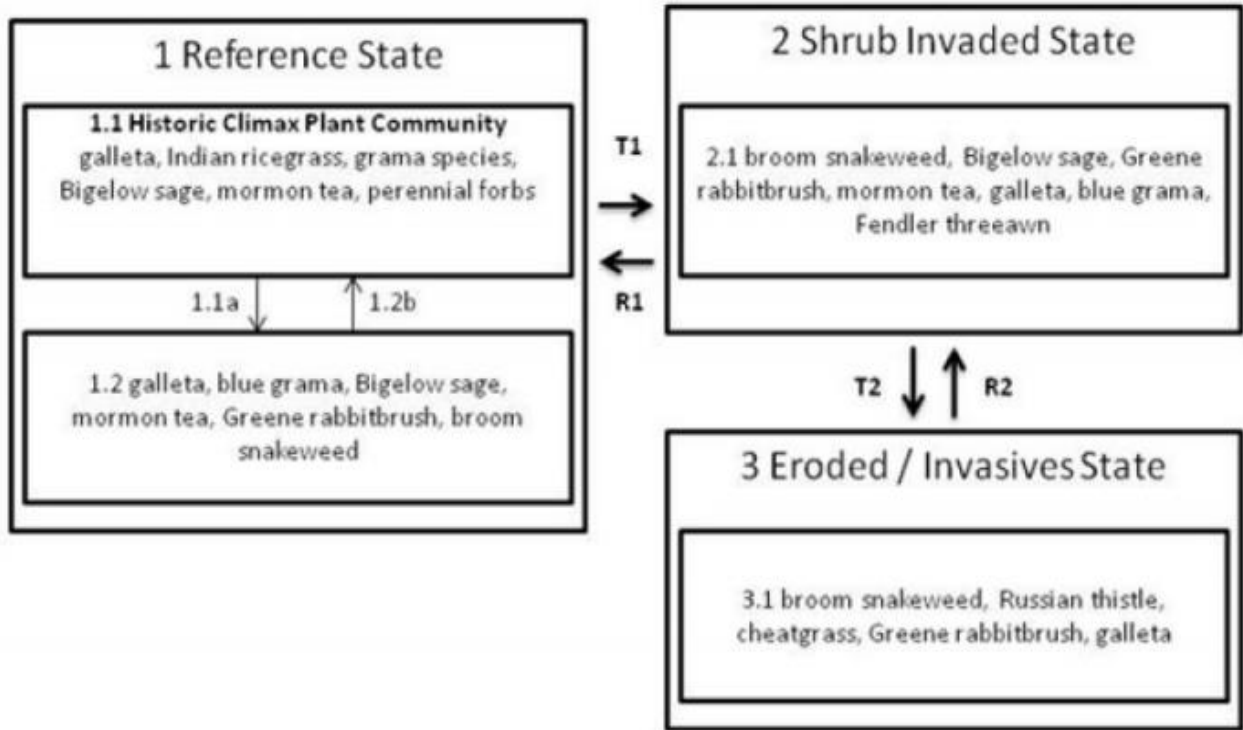 1 Reference State
1.1 Historic Climax Plant Community
galleta, Indian ricegrass, grama species,
Bigelow sage, mormon tea, perennial forbs
1.1a
1.2b
1.2 galleta, blue grama, Bigelow sage,
mormon tea, Greene rabbitbrush, broom
snakeweed
T1
R1
2 Shrub Invaded State
2.1 broom snakeweed, Bigelow sage, Greene
rabbitbrush, mormon tea, galleta, blue grama,
Fendler threeawn
T2
R2
3 Eroded / Invasives State
3.1 broom snakeweed, Russian thistle,
cheatgrass, Greene rabbitbrush, galleta